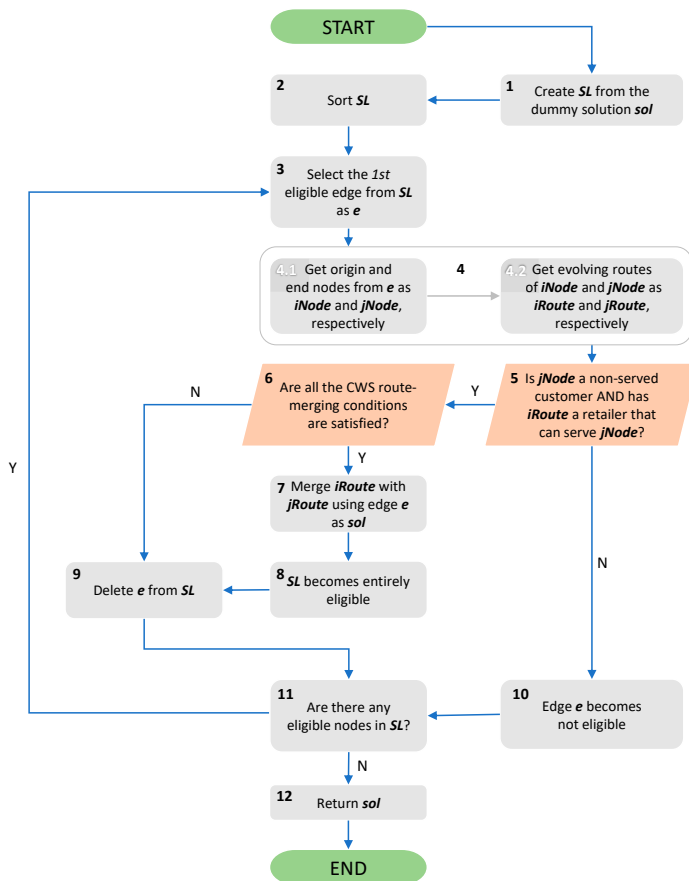 START
2
Sort SL
1
Create SL from the
dummy solution sol
3
Select the 1st
eligible edge from SL
as e
4.1
Get origin and
end nodes from e as
iNode and jNode,
respectively
4
4.2
Get evolving routes
of iNode and jNode as
iRoute and jRoute,
respectively
6
Are all the CWS route-
merging conditions
are satisfied?
N
Y
5
Is jNode a non-served
customer AND has
iRoute a retailer that
can serve jNode?
Y
Y
7
Merge iRoute with
jRoute using edge e
as sol
N
9
Delete e from SL
8
SL becomes entirely
eligible
11
Are there any
eligible nodes in SL?
10
Edge e becomes
not eligible
N
12
Return sol
END